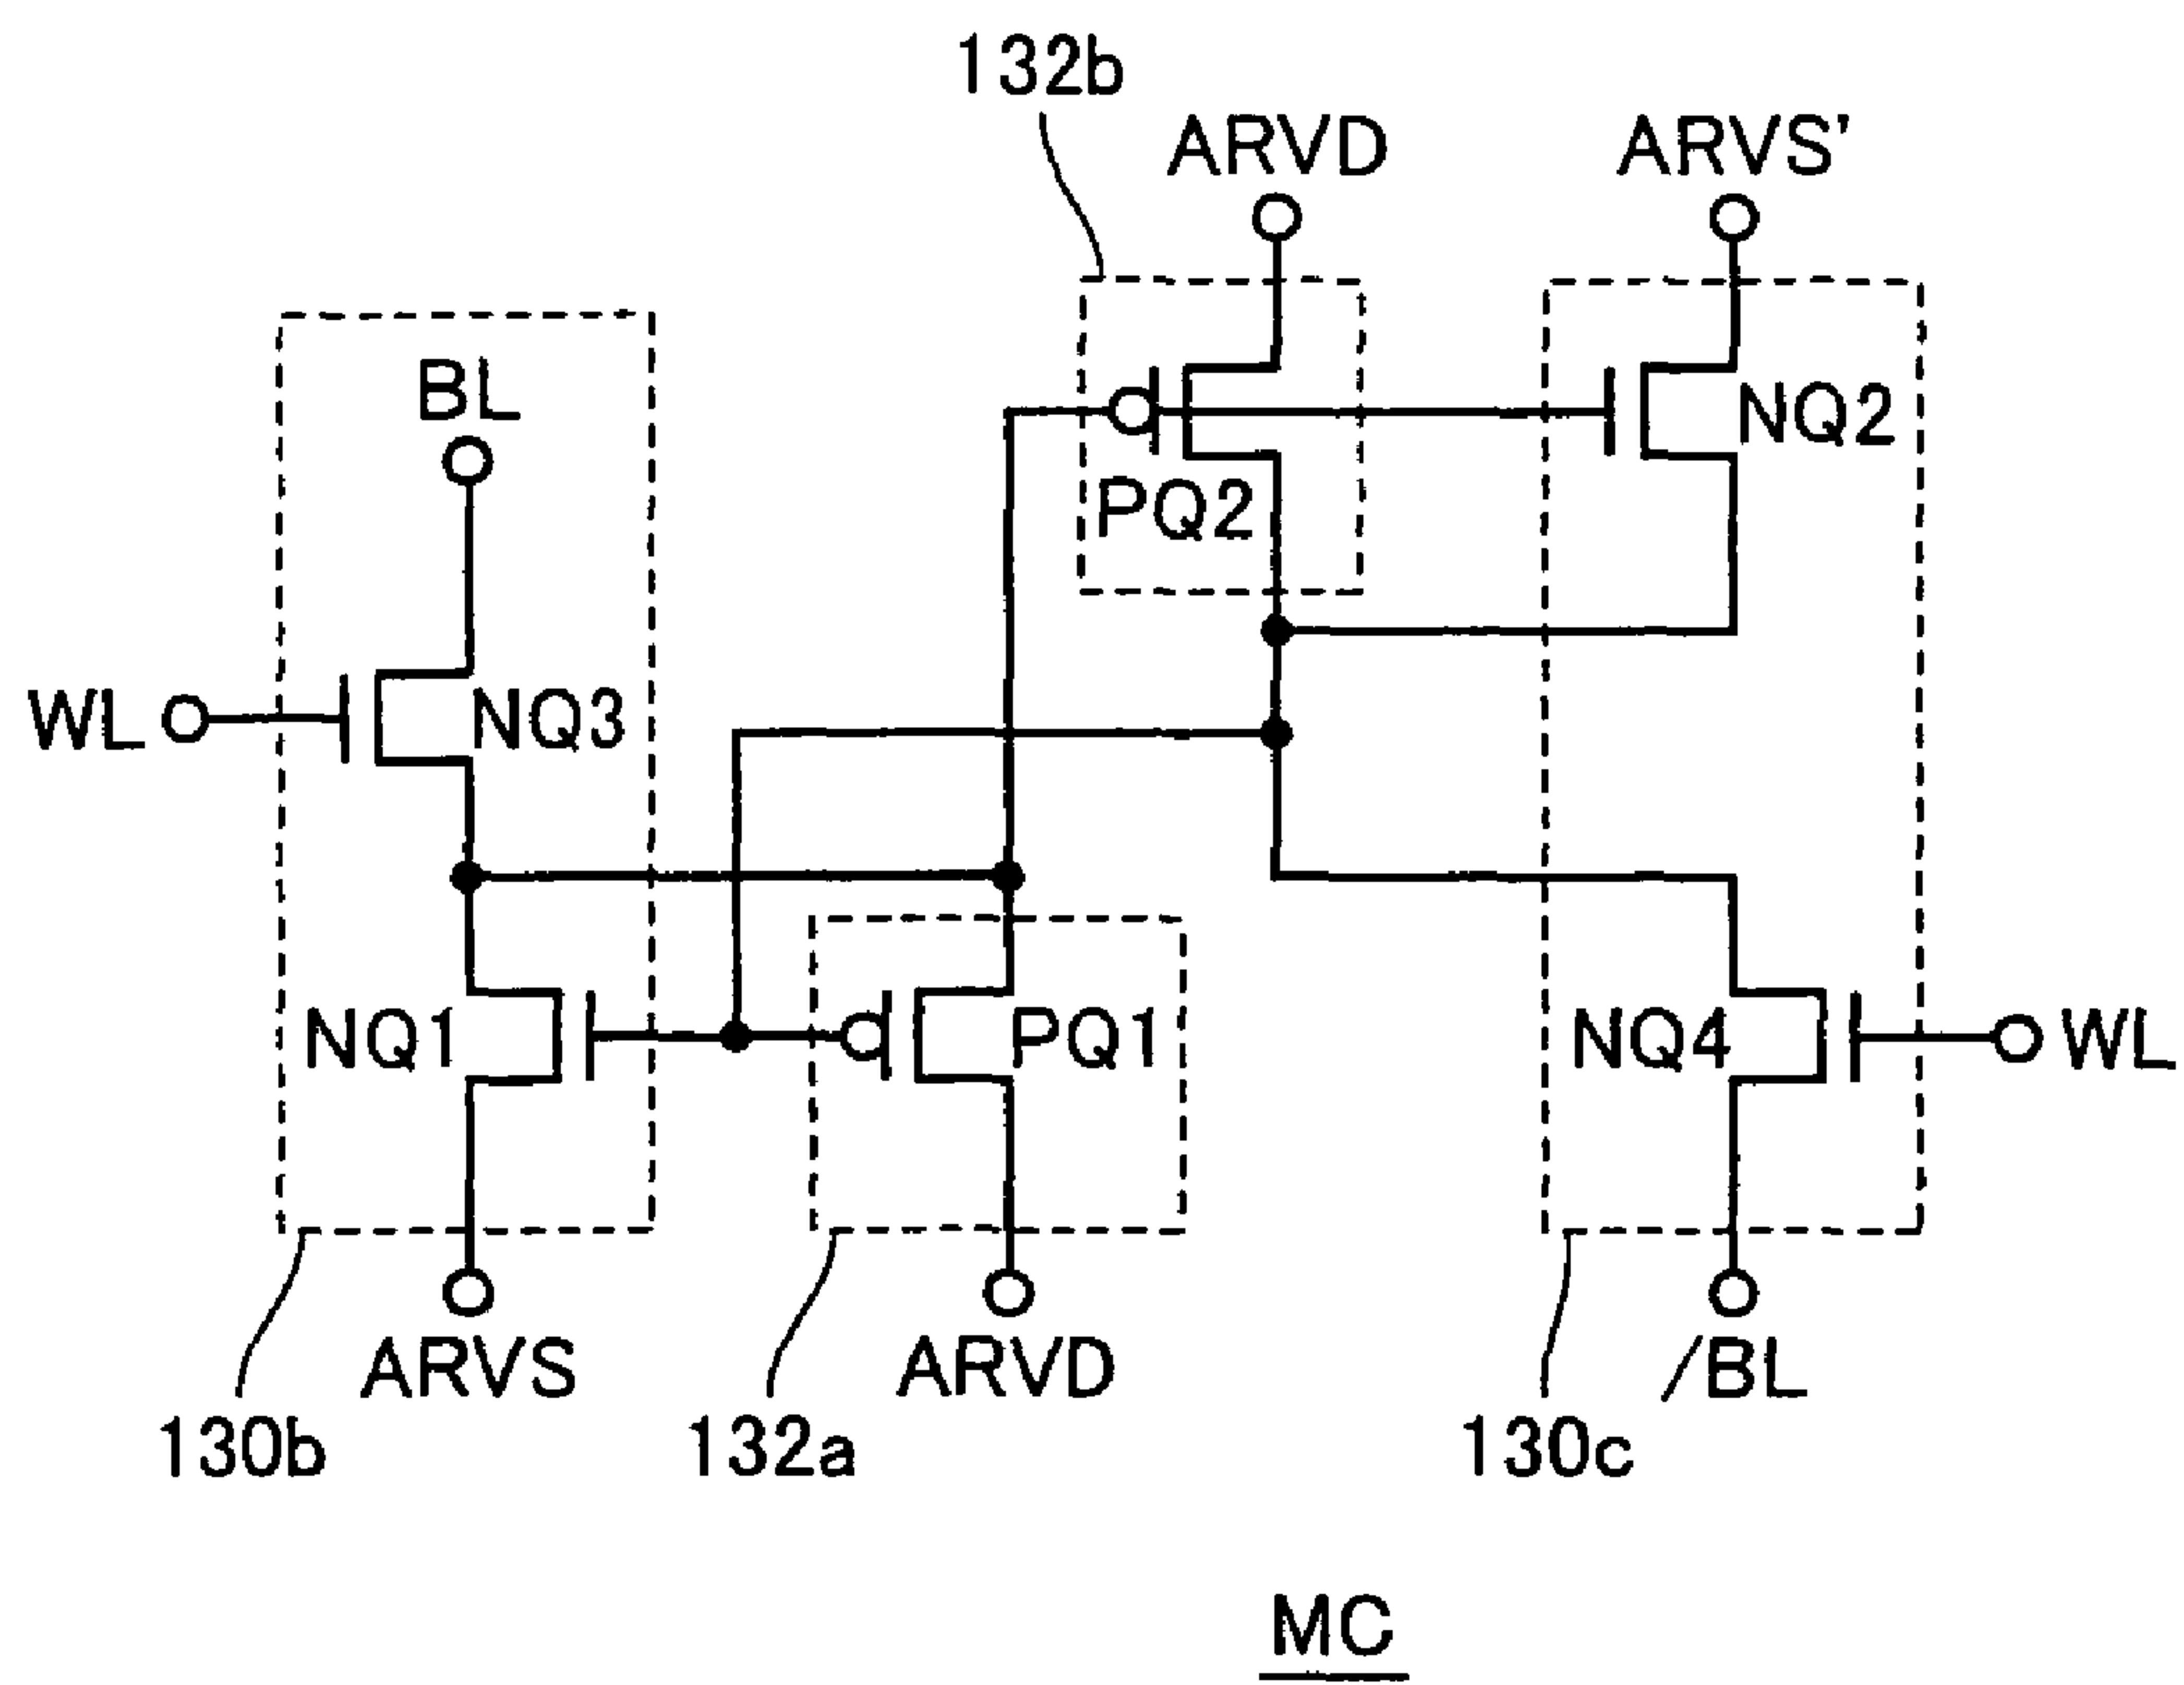 132b
ARVD
ARVS'
BL
NQ2
PQ2
WL
NQ3
NQ1
PQ1
NQ4
WL
ARVS
ARVD
/BL
130b
132a
130c
MC